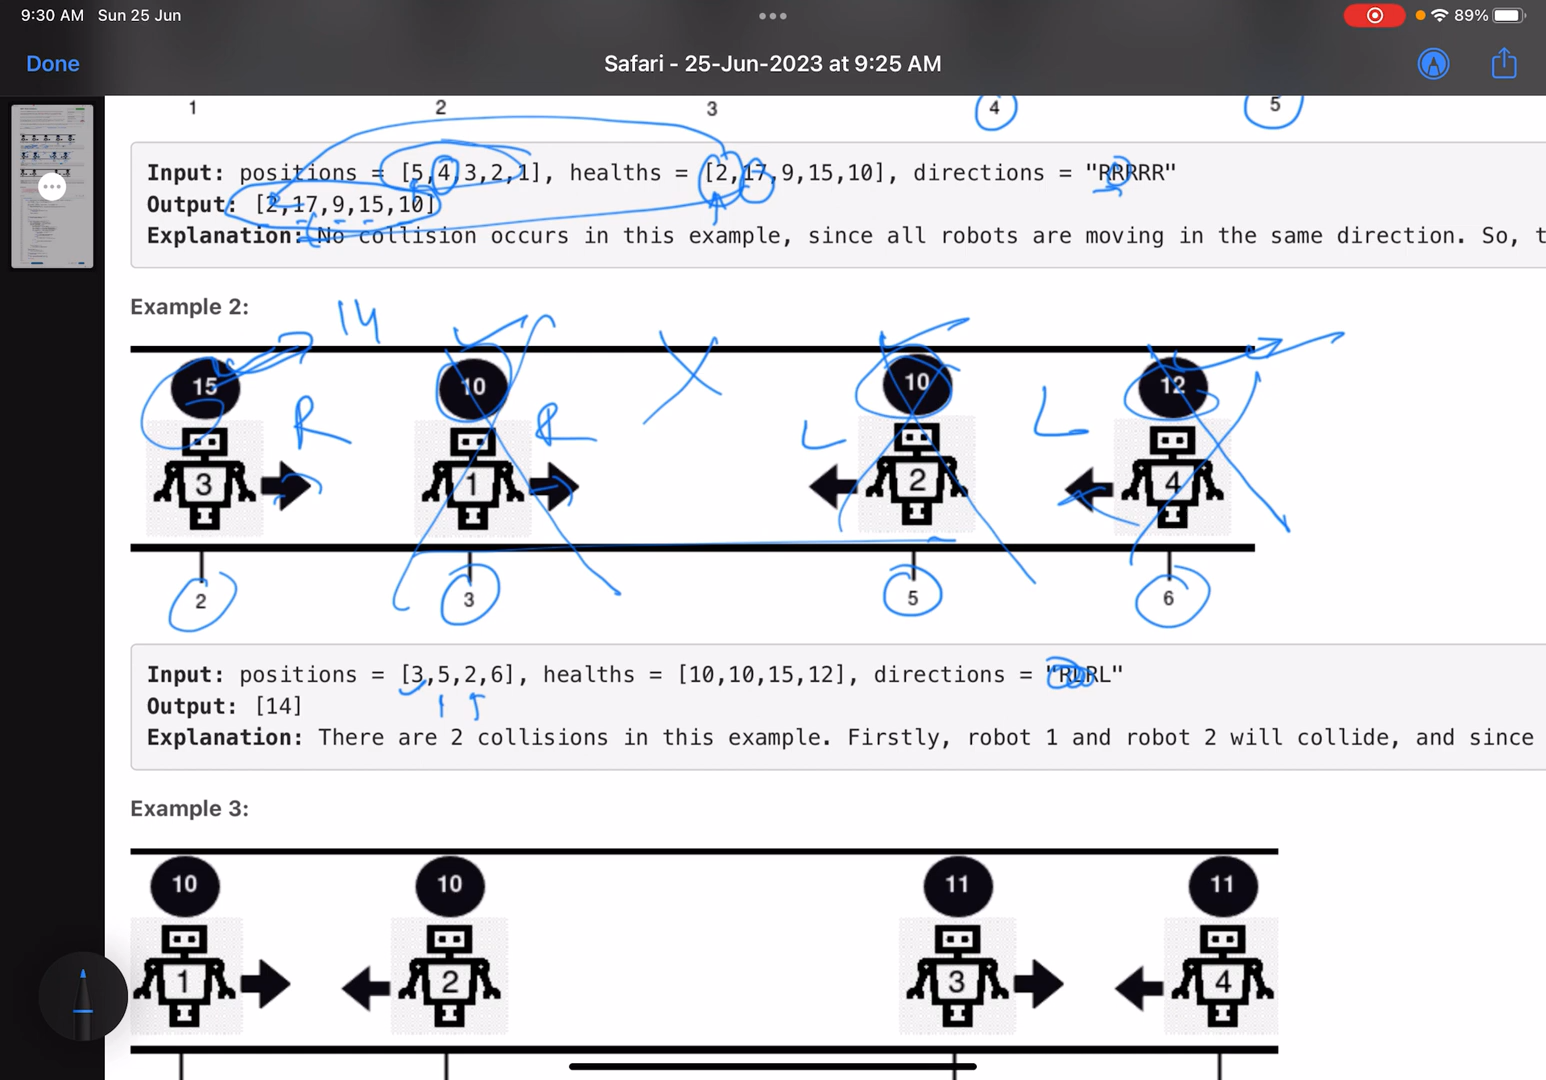 9:30 AM Sun 25 Jun
89%
Done
Safari - 25-Jun-2023 at 9:25 AM
1 2 3 4 5
Input: positions = [5,4,3,2,1], healths = [2,17,9,15,10], directions = "RRRRR"
Output: [2,17,9,15,10]
Explanation: No collision occurs in this example, since all robots are moving in the same direction. So, t
Example 2:
14
15 10 10 12
R R L L
3 1 2 4
2 3 5 6
Input: positions = [3,5,2,6], healths = [10,10,15,12], directions = "RLRL"
Output: [14]
Explanation: There are 2 collisions in this example. Firstly, robot 1 and robot 2 will collide, and since
Example 3:
10 10 11 11
1 2 3 4